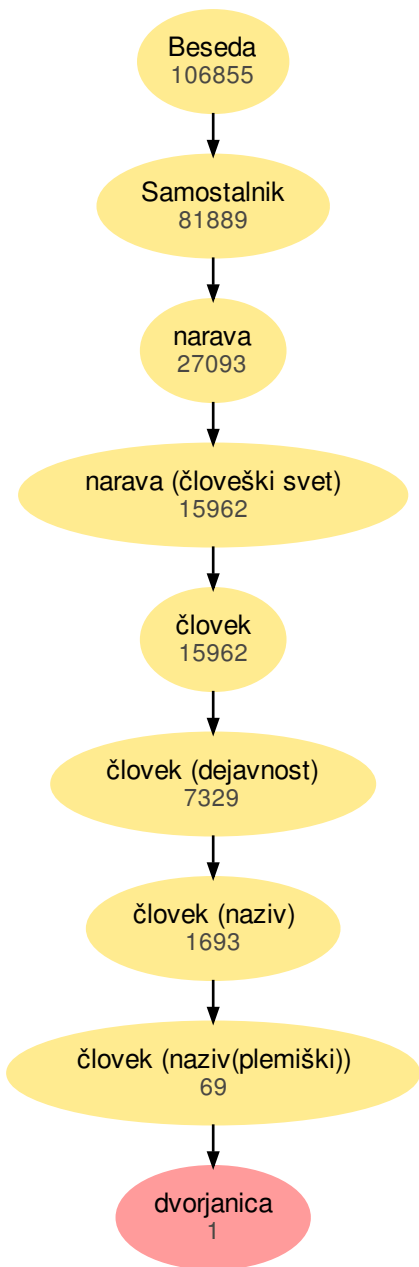 Beseda
106855
Samostalnik
81889
narava
27093
narava (človeški svet)
15962
človek
15962
človek (dejavnost)
7329
človek (naziv)
1693
človek (naziv(plemiški))
69
dvorjanica
1